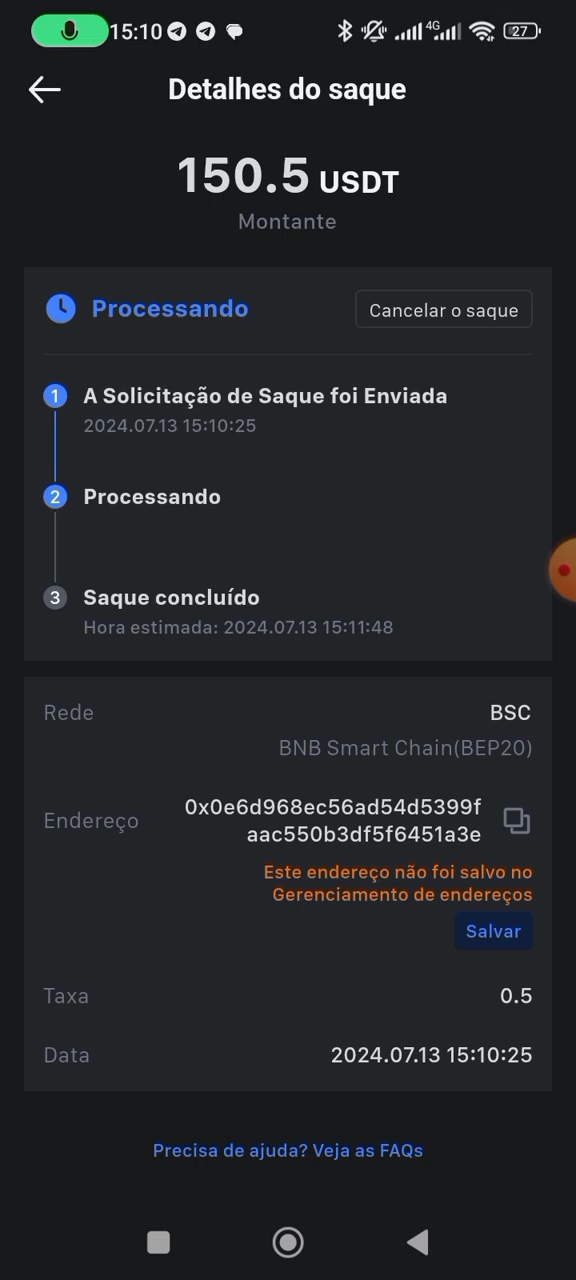 15:10
4G
27
Detalhes do saque
150.5 USDT
Montante
Processando
Cancelar o saque
1
A Solicitação de Saque foi Enviada
2024.07.13 15:10:25
2
Processando
3
Saque concluído
Hora estimada: 2024.07.13 15:11:48
Rede
BSC
BNB Smart Chain(BEP20)
Endereço
0x0e6d968ec56ad54d5399f
aac550b3df5f6451a3e
Este endereço não foi salvo no
Gerenciamento de endereços
Salvar
Taxa
0.5
Data
2024.07.13 15:10:25
Precisa de ajuda? Veja as FAQs